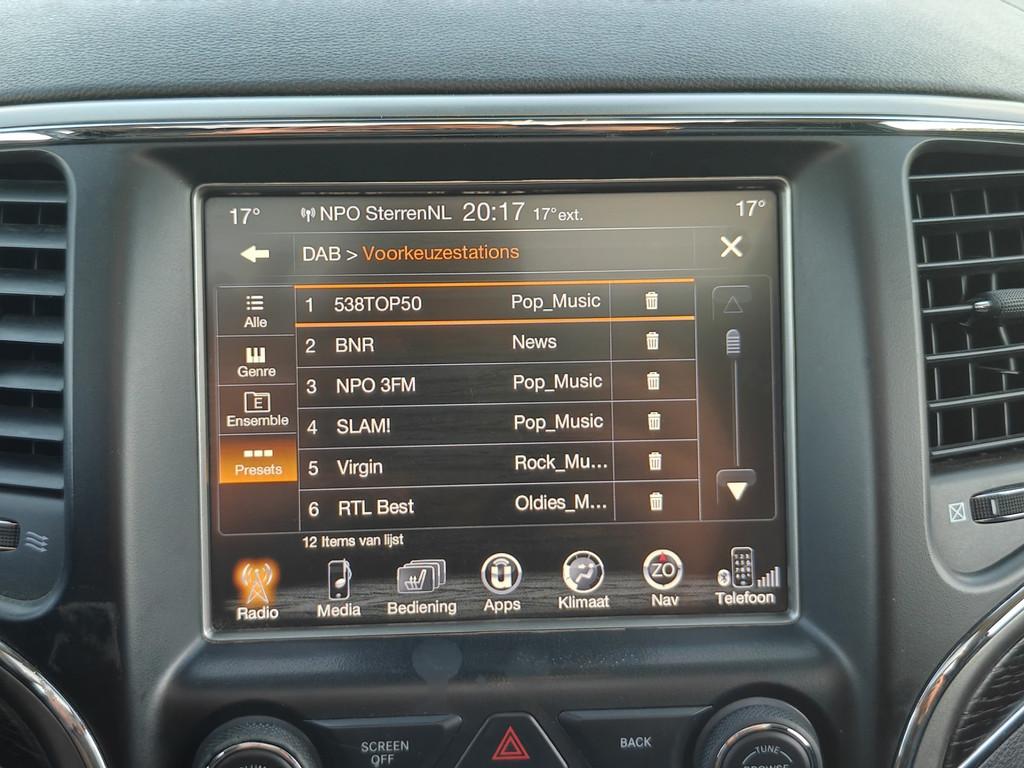 17° NPO SterrenNL 20:17 17°ext. 17°
DAB > Voorkeuzestations
Alle
Genre
E
Ensemble
Presets
1 538TOP50 Pop_Music
2 BNR News
3 NPO 3FM Pop_Music
4 SLAM! Pop_Music
5 Virgin Rock_Mu...
6 RTL Best Oldies_M...
12 Items van lijst
ZO
Radio Media Bediening Apps Klimaat Nav Telefoon
SCREEN
OFF
BACK
TUNE
BROWSE